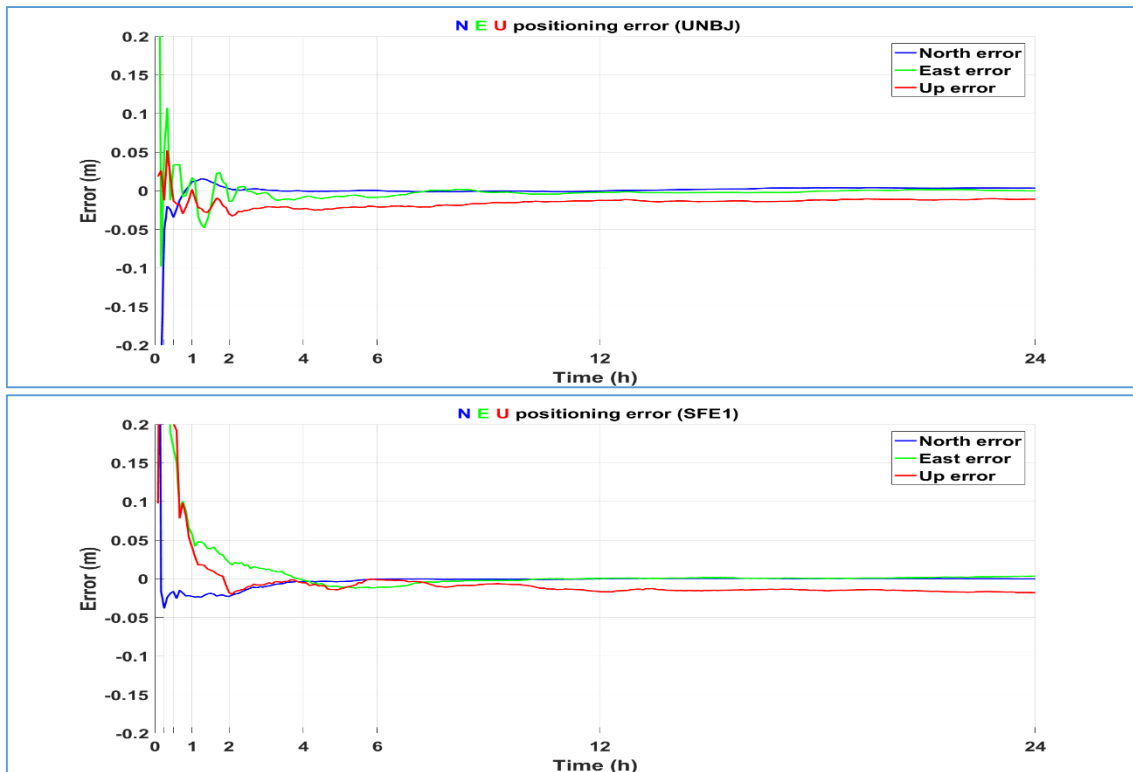 N E U positioning error (UNBJ)
0.2
0.15
0.1
0.05
0
-0.05
-0.1
-0.15
-0.2
Error (m)
North error
East error
Up error
0 1 2 4 6 12 24
Time (h)
N E U positioning error (SFE1)
0.2
0.15
0.1
0.05
0
-0.05
-0.1
-0.15
-0.2
Error (m)
North error
East error
Up error
0 1 2 4 6 12 24
Time (h)